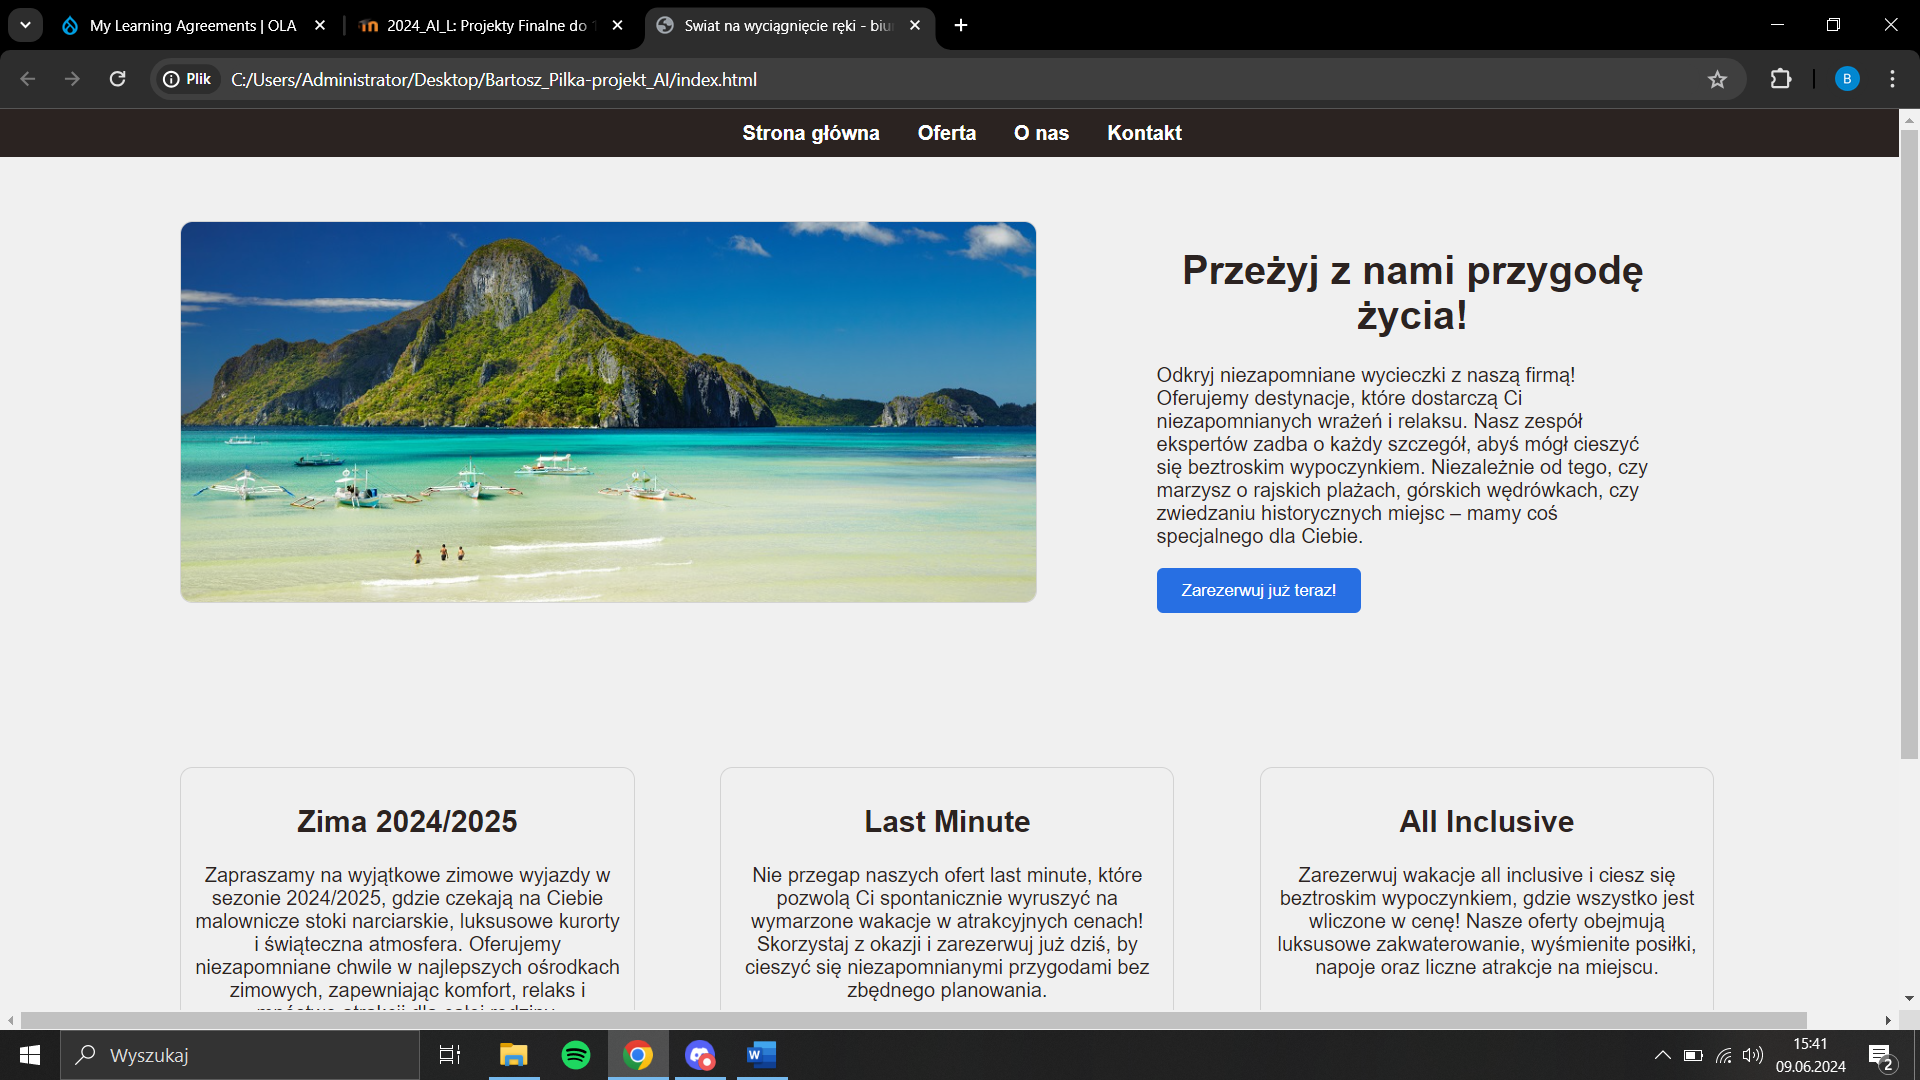 My Learning Agreements | OLA
2024_AI_L: Projekty Finalne do 1
Swiat na wyciągnięcie ręki - biu
Plik
C:/Users/Administrator/Desktop/Bartosz_Pilka-projekt_AI/index.html
B
Strona główna Oferta O nas Kontakt
Przeżyj z nami przygodę
życia!
Odkryj niezapomniane wycieczki z naszą firmą!
Oferujemy destynacje, które dostarczą Ci
niezapomnianych wrażeń i relaksu. Nasz zespół
ekspertów zadba o każdy szczegół, abyś mógł cieszyć
się beztroskim wypoczynkiem. Niezależnie od tego, czy
marzysz o rajskich plażach, górskich wędrówkach, czy
zwiedzaniu historycznych miejsc – mamy coś
specjalnego dla Ciebie.
Zarezerwuj już teraz!
Zima 2024/2025
Zapraszamy na wyjątkowe zimowe wyjazdy w
sezonie 2024/2025, gdzie czekają na Ciebie
malownicze stoki narciarskie, luksusowe kurorty
i świąteczna atmosfera. Oferujemy
niezapomniane chwile w najlepszych ośrodkach
zimowych, zapewniając komfort, relaks i
mnóstwo atrakcji dla całej rodziny.
Last Minute
Nie przegap naszych ofert last minute, które
pozwolą Ci spontanicznie wyruszyć na
wymarzone wakacje w atrakcyjnych cenach!
Skorzystaj z okazji i zarezerwuj już dziś, by
cieszyć się niezapomnianymi przygodami bez
zbędnego planowania.
All Inclusive
Zarezerwuj wakacje all inclusive i ciesz się
beztroskim wypoczynkiem, gdzie wszystko jest
wliczone w cenę! Nasze oferty obejmują
luksusowe zakwaterowanie, wyśmienite posiłki,
napoje oraz liczne atrakcje na miejscu.
Wyszukaj
W
15:41
09.06.2024
2